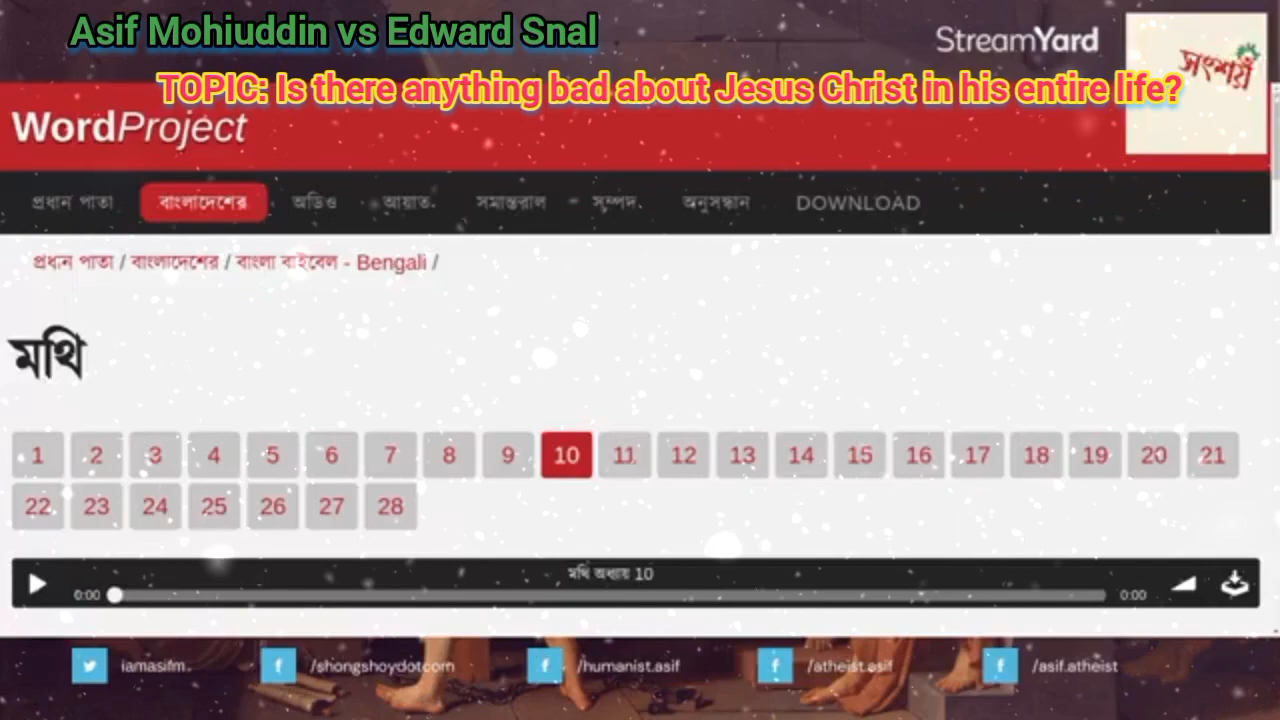 Asif Mohiuddin vs Edward Snal
StreamYard
সংশয়
TOPIC: Is there anything bad about Jesus Christ in his entire life?
WordProject
প্রধান পাতা বাংলাদেশের অডিও আয়াত সমান্তরাল সম্পদ অনুসন্ধান DOWNLOAD
প্রধান পাতা / বাংলাদেশের / বাংলা বাইবেল - Bengali /
মথি
1 2 3 4 5 6 7 8 9 10 11 12 13 14 15 16 17 18 19 20 21
22 23 24 25 26 27 28
মথি অধ্যায় 10
0:00 0:00
iamasifm /shongshoydotcom /humanist.asif /atheist.asif /asif.atheist